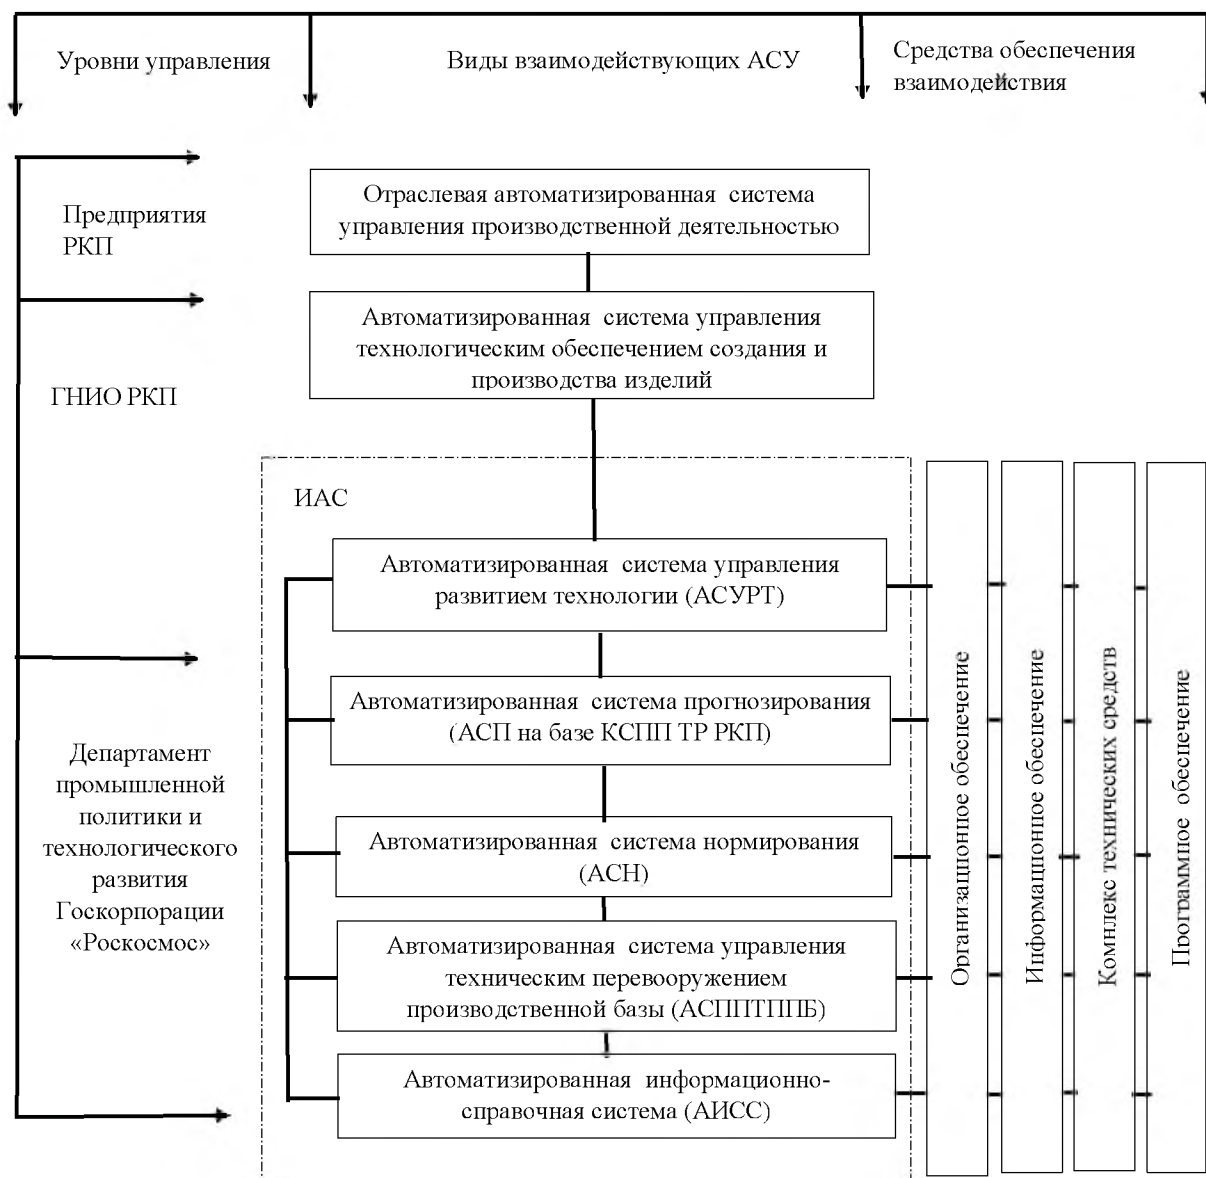 Уровни управления
Виды взаимодействующих АСУ
Средства обеспечения
взаимодействия
Предприятия
РКП
Отраслевая автоматизированная система
управления производственной деятельностью
Автоматизированная система управления
технологическим обеспечением создания и
производства изделий
ГНИО РКП
ИАС
Автоматизированная система управления
развитием технологии (АСУРТ)
Автоматизированная система прогнозирования
(АСП на базе КСПП ТР РКП)
Департамент
промышленной
политики и
технологического
развития
Госкорпорации
«Роскосмос»
Автоматизированная система нормирования
(АСН)
Автоматизированная система управления
техническим перевооружением
производственной базы (АСППТППБ)
Автоматизированная информационно-
справочная система (АИСС)
Организационное обеспечение
Информационное обеспечение
Комплекс технических средств
Программное обеспечение